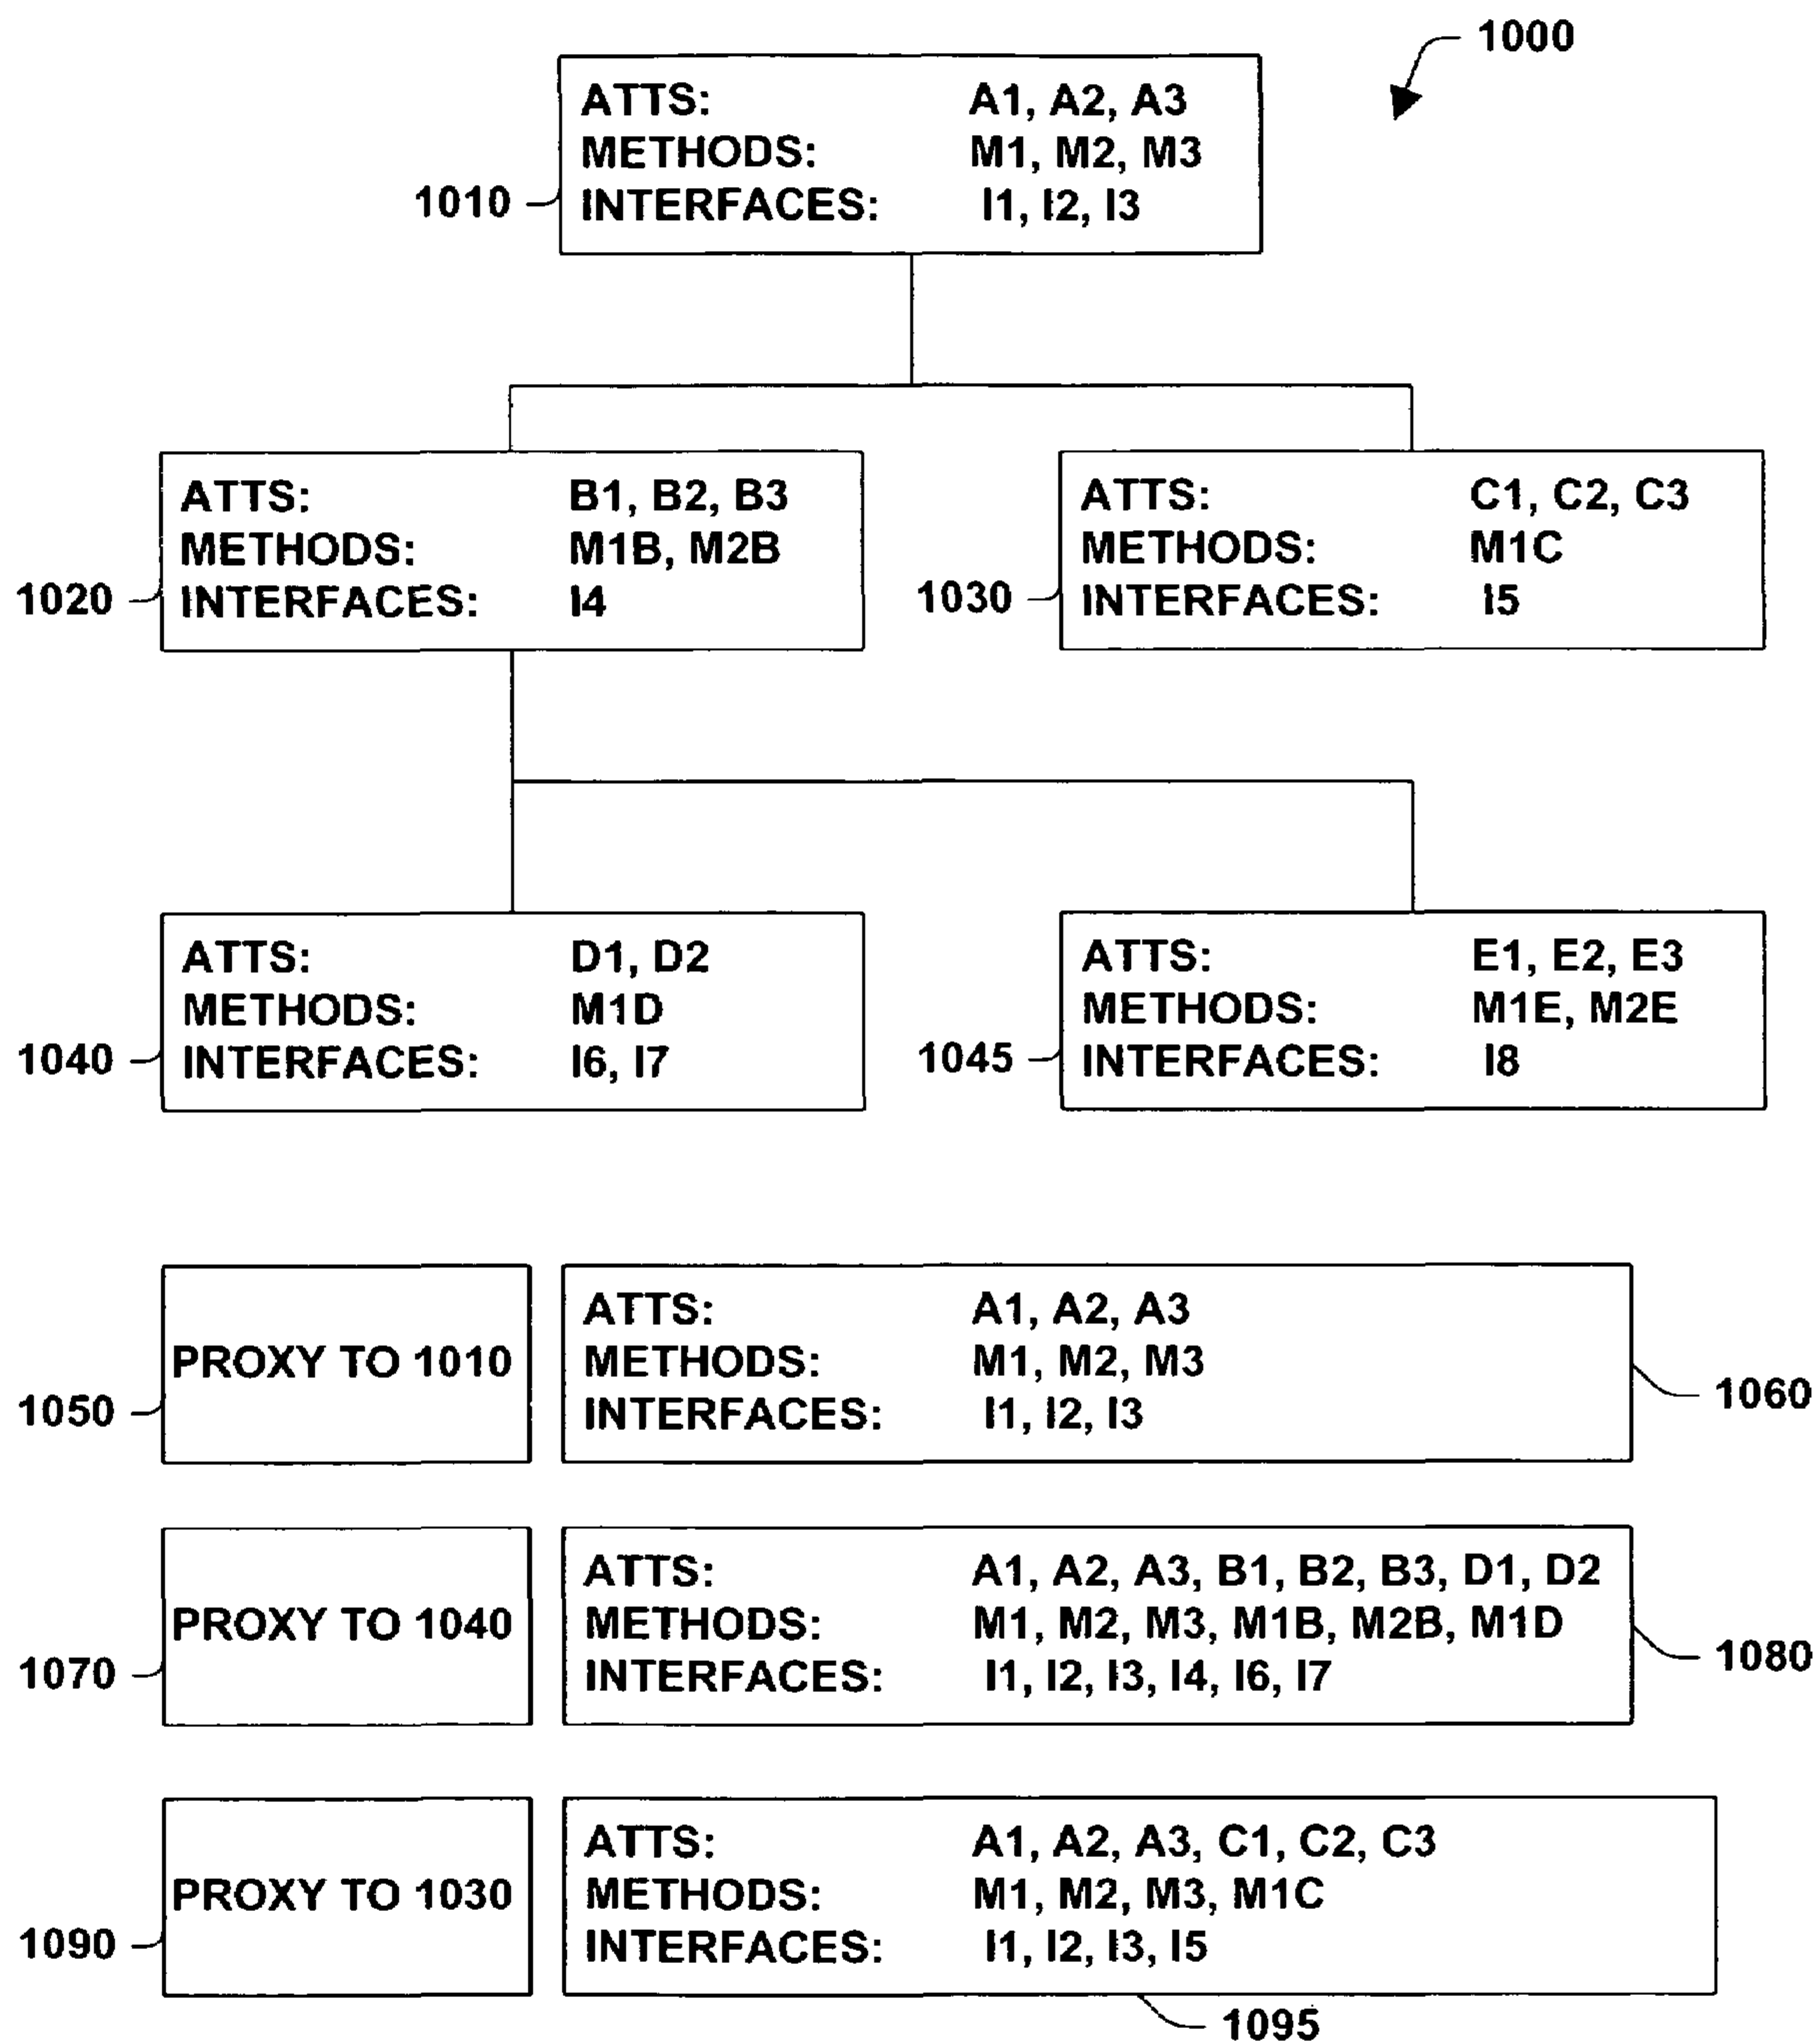 1000
ATTS: A1, A2, A3
METHODS: M1, M2, M3
1010 INTERFACES: I1, I2, I3
ATTS: B1, B2, B3
METHODS: M1B, M2B
1020 INTERFACES: I4
ATTS: C1, C2, C3
METHODS: M1C
1030 INTERFACES: I5
ATTS: D1, D2
METHODS: M1D
1040 INTERFACES: I6, I7
ATTS: E1, E2, E3
METHODS: M1E, M2E
1045 INTERFACES: I8
PROXY TO 1010
1050
ATTS: A1, A2, A3
METHODS: M1, M2, M3
INTERFACES: I1, I2, I3
1060
PROXY TO 1040
1070
ATTS: A1, A2, A3, B1, B2, B3, D1, D2
METHODS: M1, M2, M3, M1B, M2B, M1D
INTERFACES: I1, I2, I3, I4, I6, I7
1080
PROXY TO 1030
1090
ATTS: A1, A2, A3, C1, C2, C3
METHODS: M1, M2, M3, M1C
INTERFACES: I1, I2, I3, I5
1095